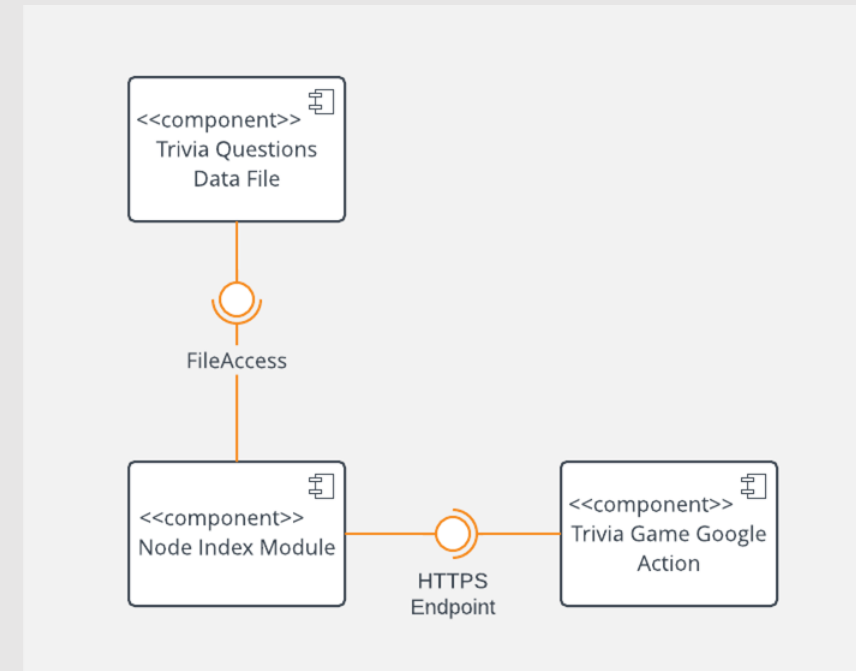 <<component>>
Trivia Questions
Data File
FileAccess
<<component>>
Node Index Module
HTTPS
Endpoint
<<component>>
Trivia Game Google
Action